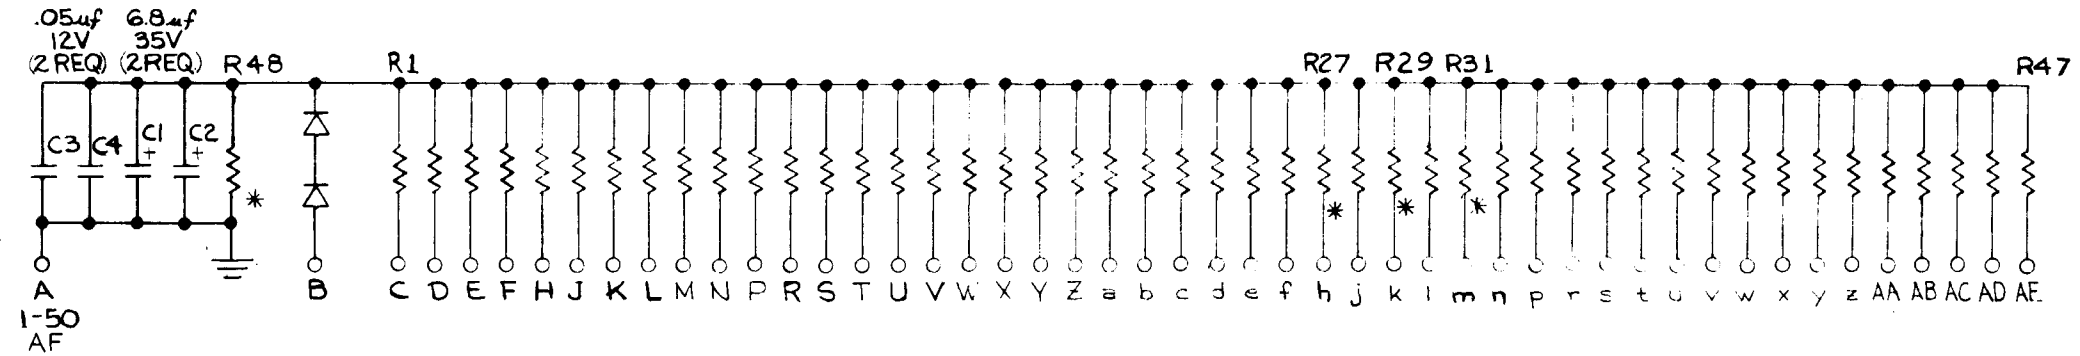 .05uf 6.8uf
12V 35V
(2 REQ) (2 REQ) R48 R1 R27 R29 R31 R47
C3 C4 C1 C2
+ +
* * * *
A B C D E F H J K L M N P R S T U V W X Y Z a b c d e f h j k l m n p r s t u v w x y z AA AB AC AD AE
1-50
AF